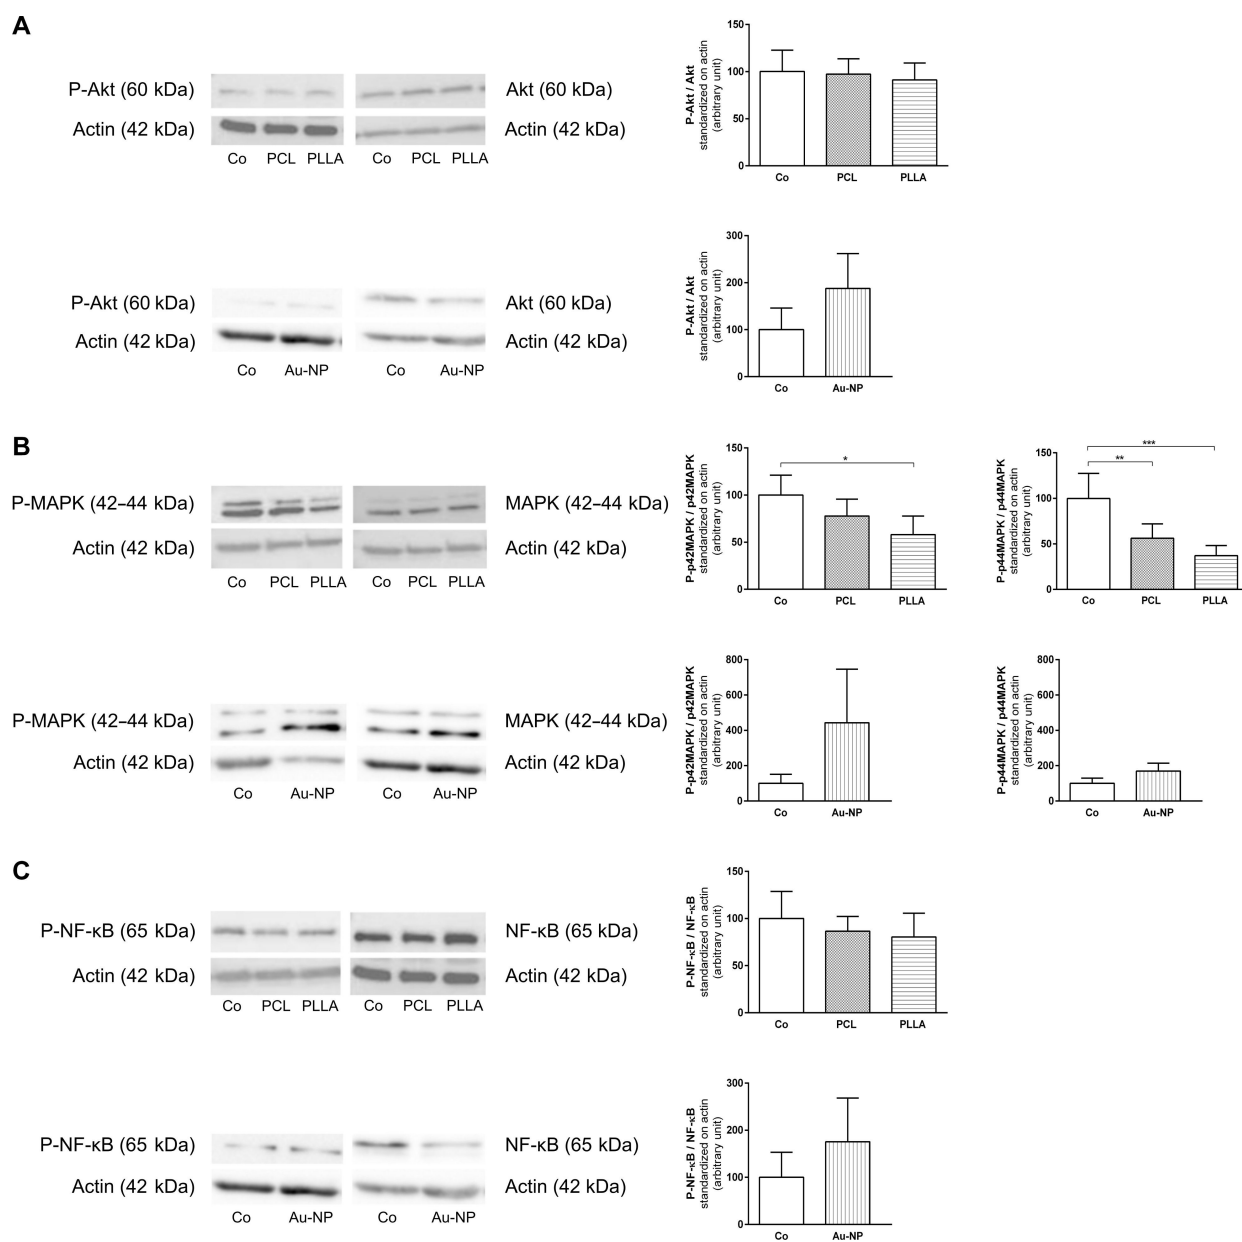 A
P-Akt (60 kDa)
Akt (60 kDa)
Actin (42 kDa)
Actin (42 kDa)
Co PCL PLLA
Co PCL PLLA
P-Akt / Akt
standardized on actin
(arbitrary unit)
150
100
50
0
Co PCL PLLA
P-Akt (60 kDa)
Akt (60 kDa)
Actin (42 kDa)
Actin (42 kDa)
Co Au-NP
Co Au-NP
P-Akt / Akt
standardized on actin
(arbitrary unit)
300
200
100
0
Co Au-NP
B
P-MAPK (42–44 kDa)
MAPK (42–44 kDa)
Actin (42 kDa)
Actin (42 kDa)
Co PCL PLLA
Co PCL PLLA
P-p42MAPK / p42MAPK
standardized on actin
(arbitrary unit)
150
100
50
0
*
Co PCL PLLA
P-p44MAPK / p44MAPK
standardized on actin
(arbitrary unit)
150
100
50
0
***
**
Co PCL PLLA
P-MAPK (42–44 kDa)
MAPK (42–44 kDa)
Actin (42 kDa)
Actin (42 kDa)
Co Au-NP
Co Au-NP
P-p42MAPK / p42MAPK
standardized on actin
(arbitrary unit)
800
600
400
200
0
Co Au-NP
P-p44MAPK / p44MAPK
standardized on actin
(arbitrary unit)
800
600
400
200
0
Co Au-NP
C
P-NF-κB (65 kDa)
NF-κB (65 kDa)
Actin (42 kDa)
Actin (42 kDa)
Co PCL PLLA
Co PCL PLLA
P-NF-κB / NF-κB
standardized on actin
(arbitrary unit)
150
100
50
0
Co PCL PLLA
P-NF-κB (65 kDa)
NF-κB (65 kDa)
Actin (42 kDa)
Actin (42 kDa)
Co Au-NP
Co Au-NP
P-NF-κB / NF-κB
standardized on actin
(arbitrary unit)
300
200
100
0
Co Au-NP